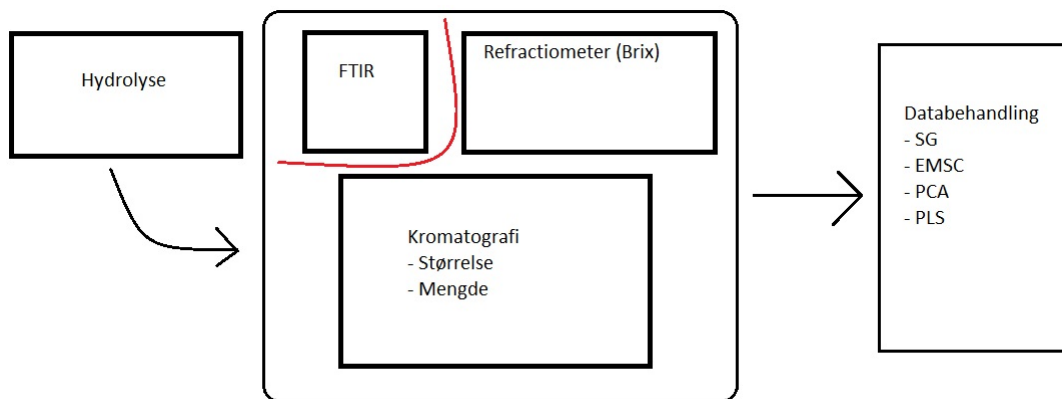 Hydrolyse
FTIR
Refractiometer (Brix)
Kromatografi
- Størrelse
- Mengde
Databehandling
- SG
- EMSC
- PCA
- PLS